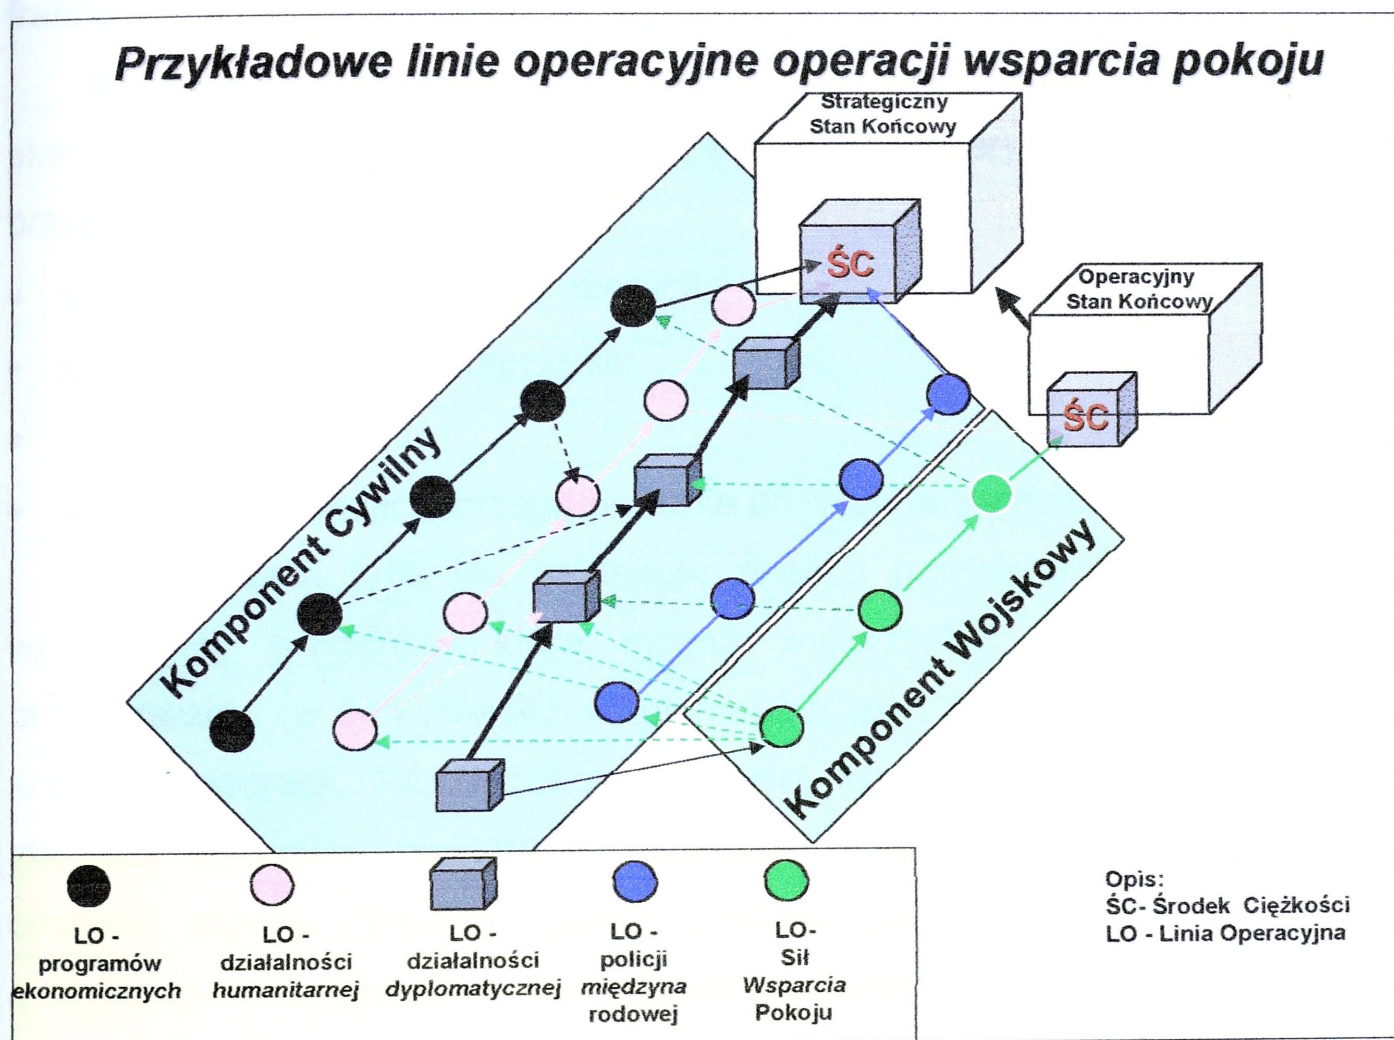 Przykładowe linie operacyjne operacji wsparcia pokoju
Strategiczny
Stan Końcowy
ŚC
Operacyjny
Stan Końcowy
ŚC
Komponent Cywilny
Komponent Wojskowy
LO -
programów
ekonomicznych
LO -
działalności
humanitarnej
LO -
działalności
dyplomatycznej
LO -
policji
międzyna
rodowej
LO-
Sił
Wsparcia
Pokoju
Opis:
ŚC- Środek Ciężkości
LO - Linia Operacyjna